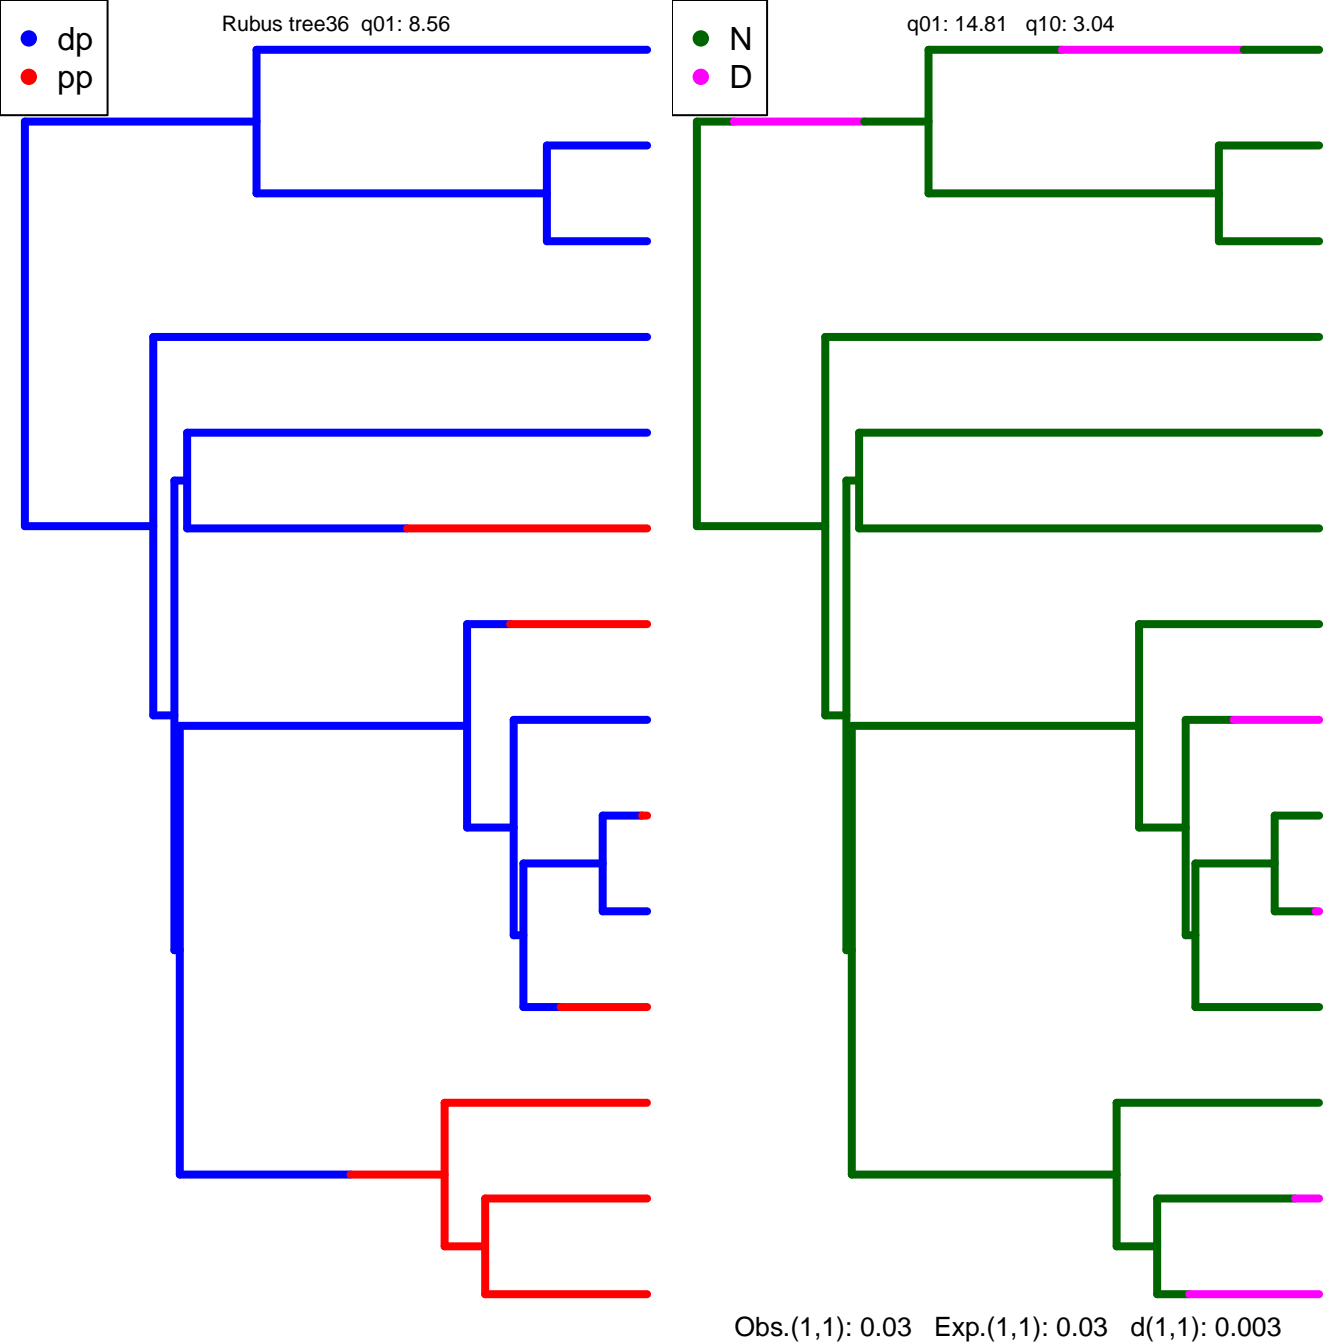 Rubus tree36  q01: 8.56
dp
pp
q01: 14.81   q10: 3.04
N
D
Obs.(1,1): 0.03   Exp.(1,1): 0.03   d(1,1): 0.003